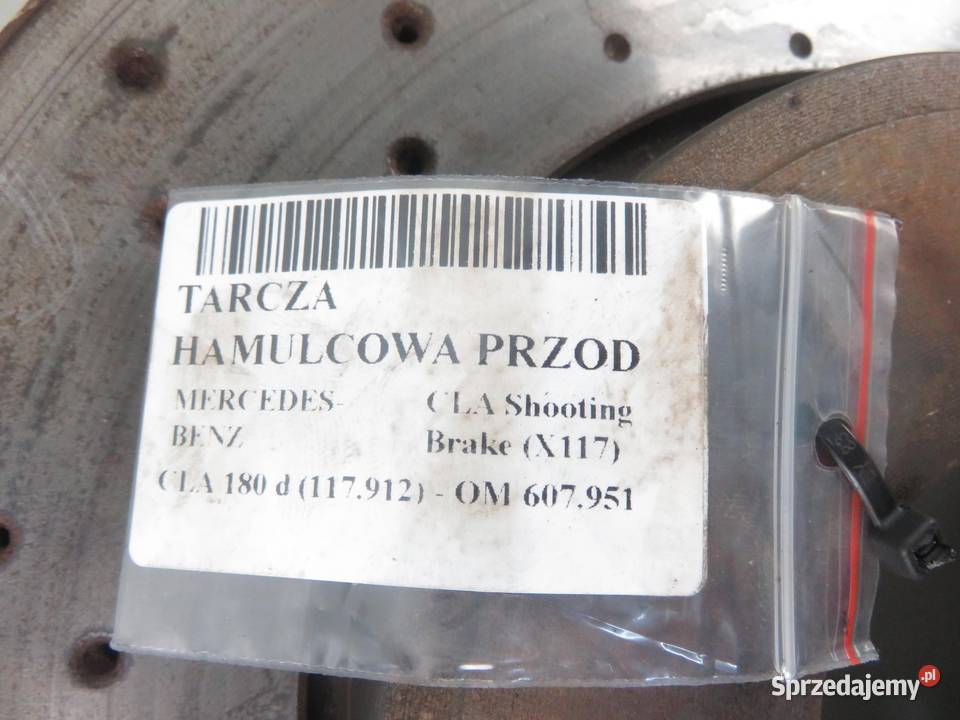 TARCZA
HAMULCOWA PRZOD
MERCEDES- CLA Shooting
BENZ Brake (X117)
CLA 180 d (117.912) - OM 607.951
Sprzedajemy.pl